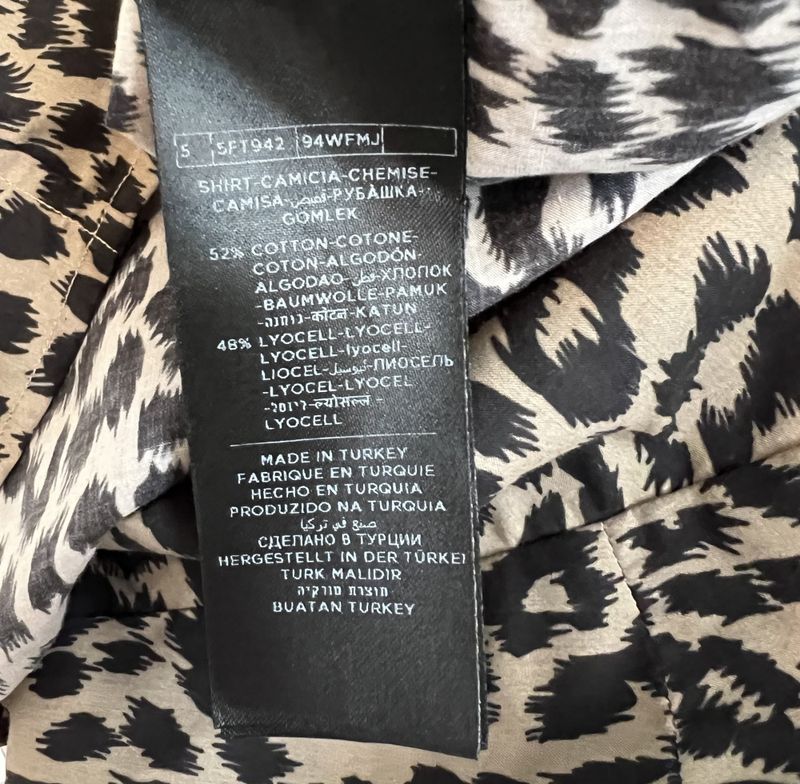 5 5FT942 94WFMJ
SHIRT-CAMICIA-CHEMISE-
CAMISA-قميص-РУБАШКА-
GOMLEK
52% COTTON-COTONE-
COTON-ALGODÓN-
ALGODAO-قطن-ХЛОПОК
-BAUMWOLLE-PAMUK
-כותנה-कॉटन-KATUN
48% LYOCELL-LYOCELL-
LYOCELL-lyocell-
LIOCEL-ليوسيل-ЛИОСЕЛЬ
-LYOCEL-LYOCEL
-ליוסל-ल्योसल्ल-
LYOCELL
MADE IN TURKEY
FABRIQUE EN TURQUIE
HECHO EN TURQUIA
PRODUZIDO NA TURQUIA
صنع في تركيا
СДЕЛАНО В ТУРЦИИ
HERGESTELLT IN DER TÜRKEI
TURK MALIDIR
תוצרת טורקיה
BUATAN TURKEY